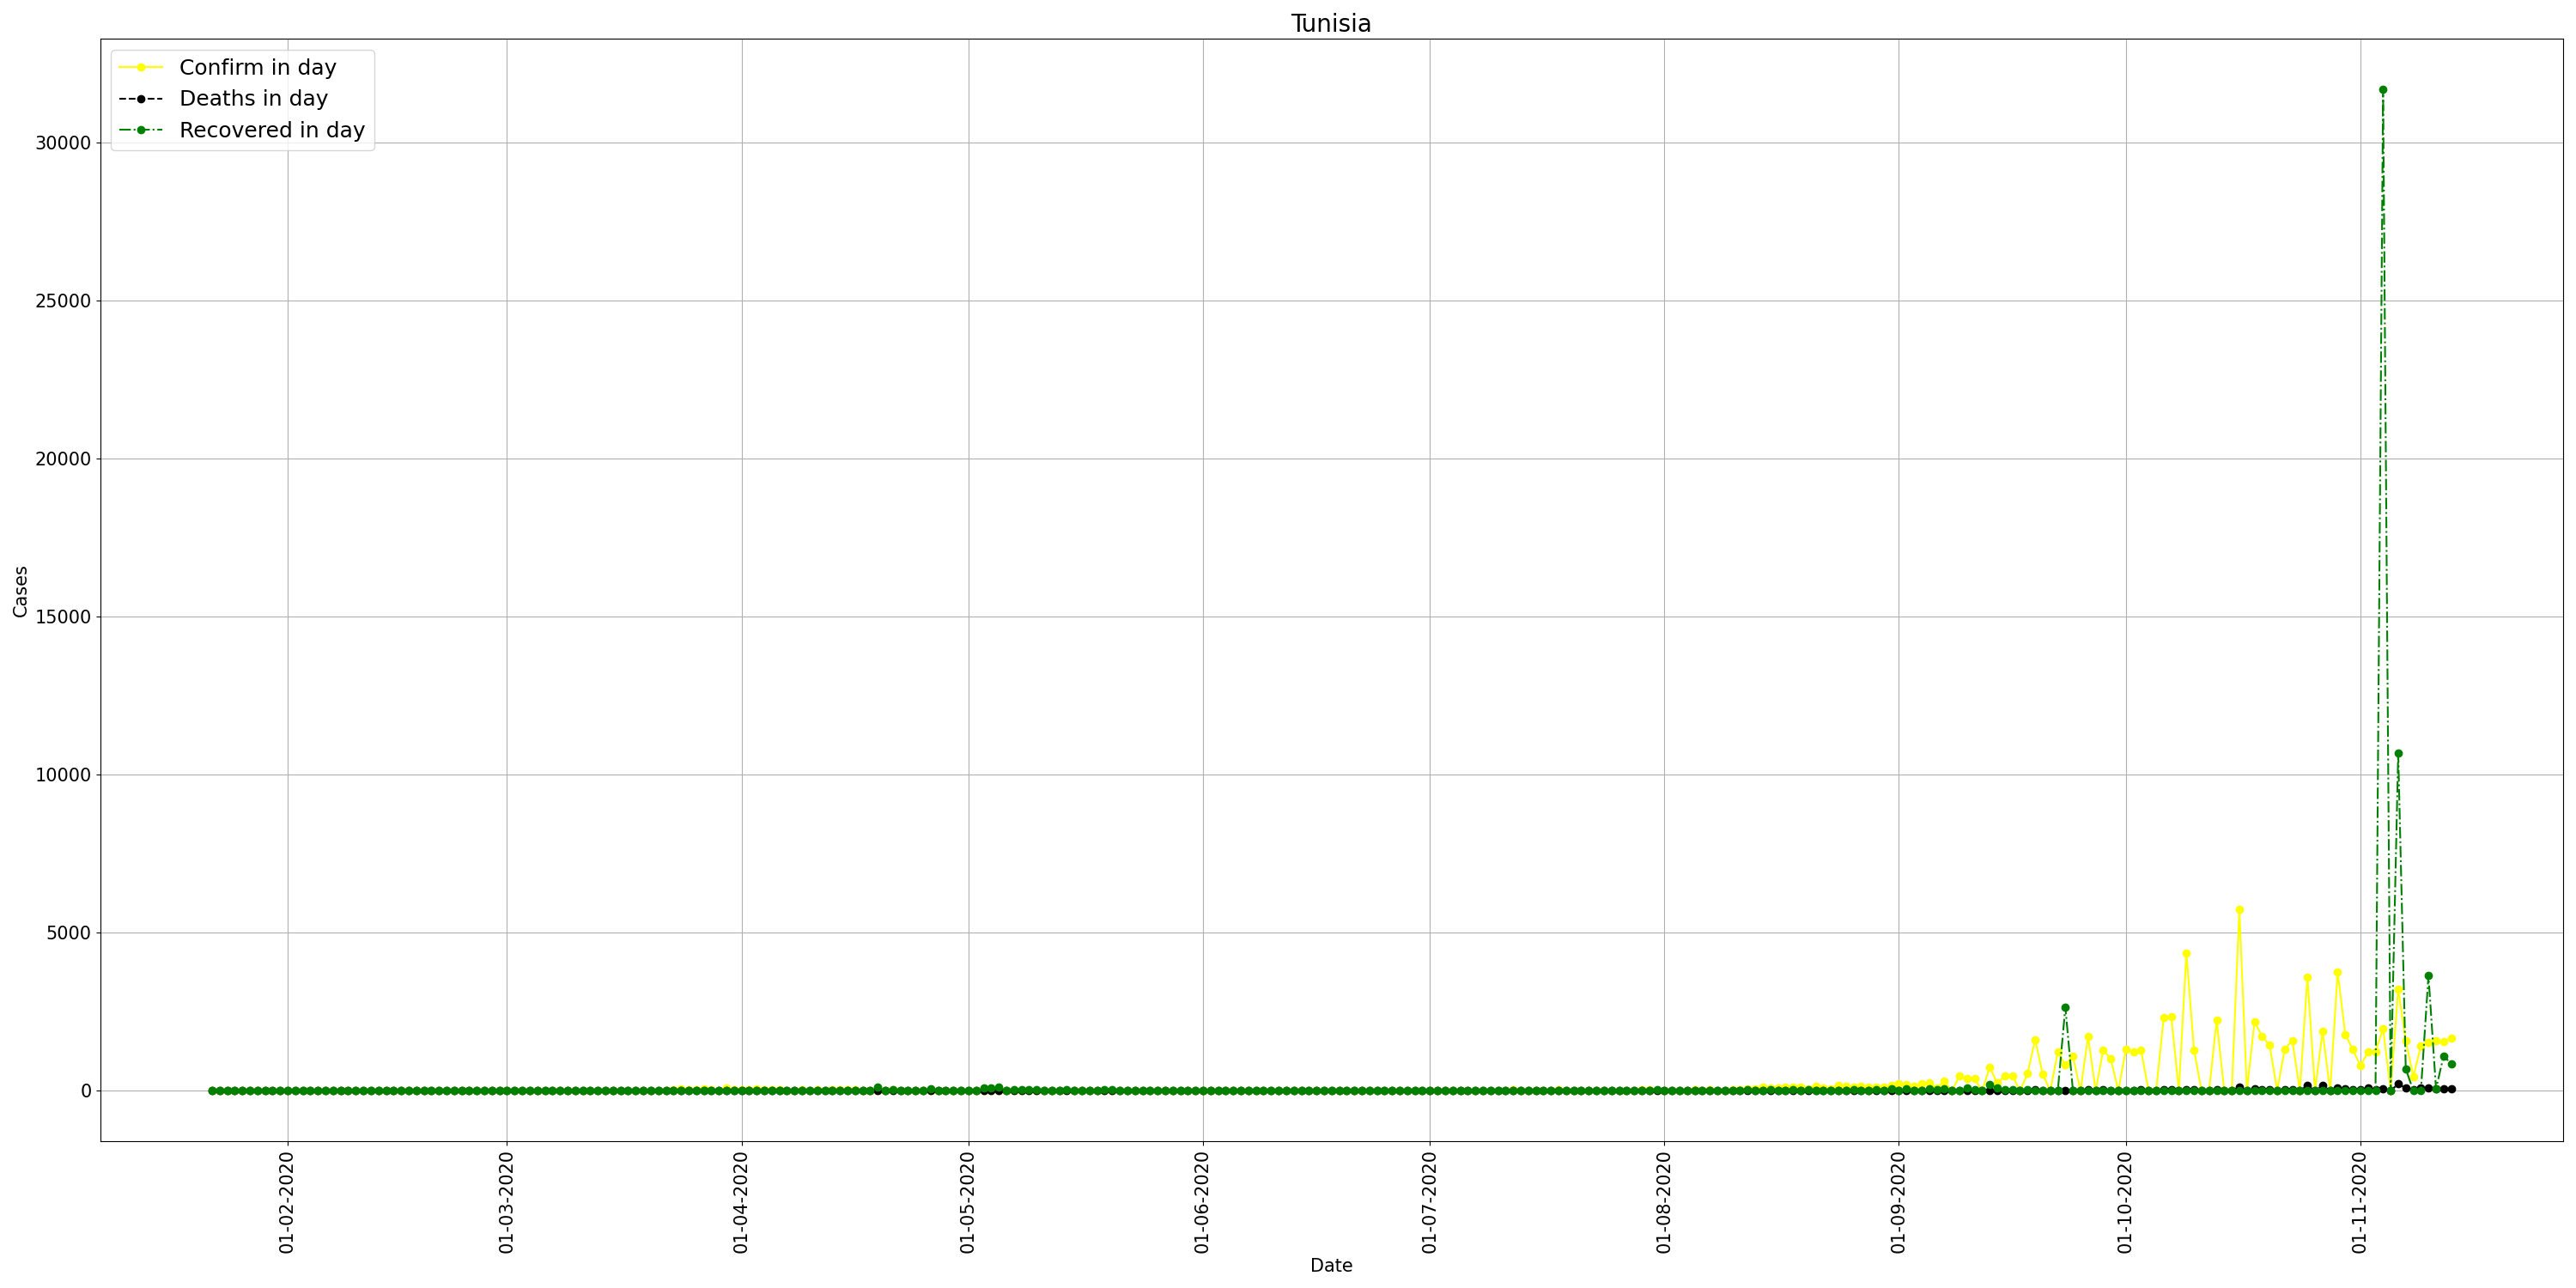 Tunisia
Confirm in day
Deaths in day
Recovered in day
Cases
30000
25000
20000
15000
10000
5000
0
01-02-2020
01-03-2020
01-04-2020
01-05-2020
01-06-2020
01-07-2020
01-08-2020
01-09-2020
01-10-2020
01-11-2020
Date